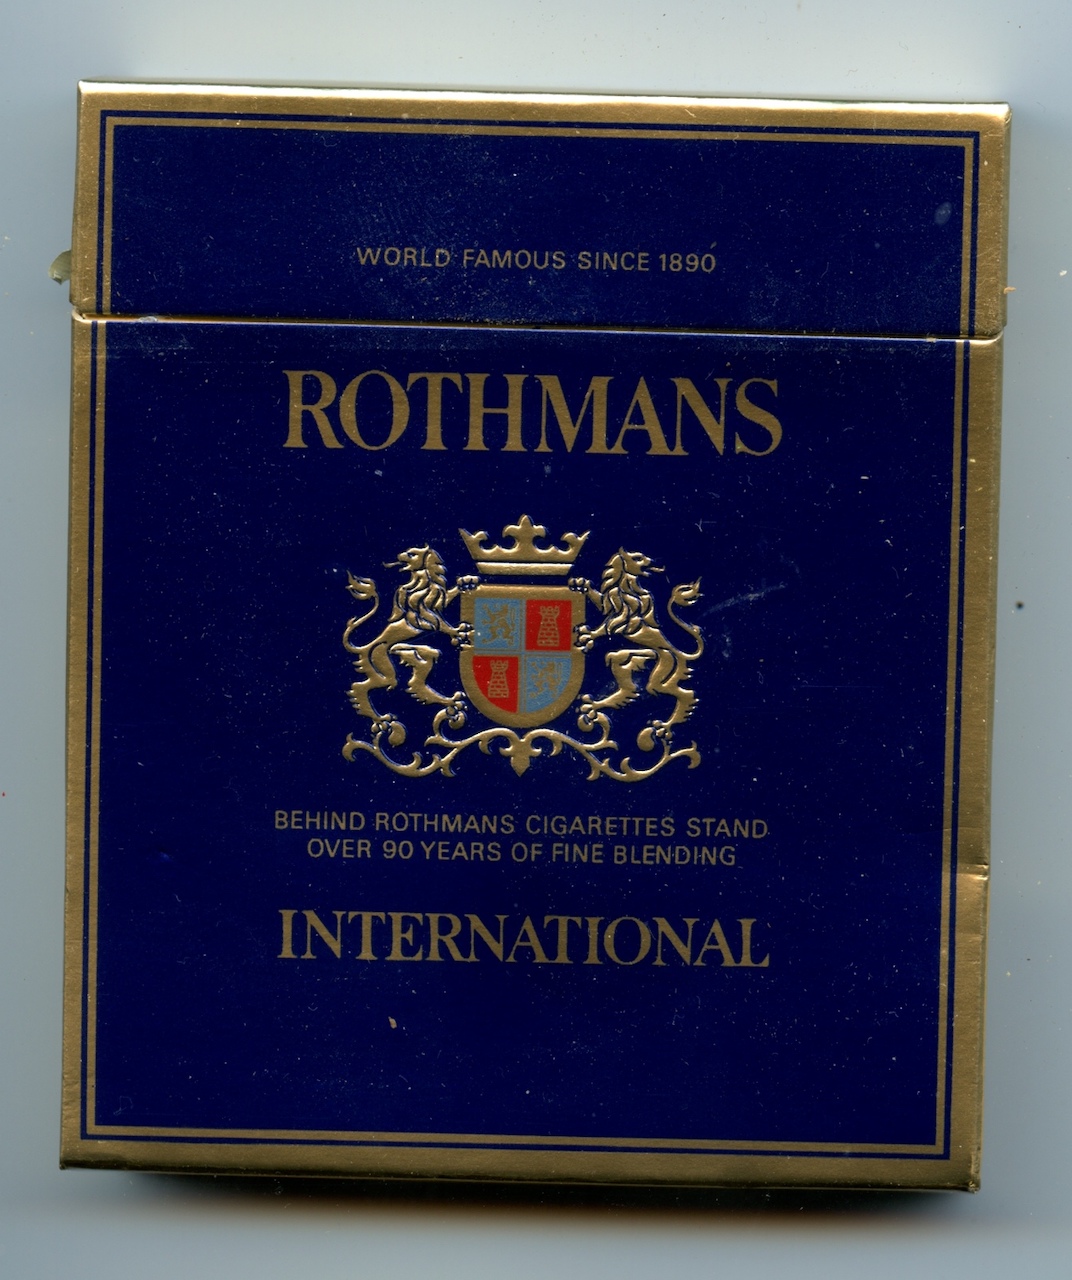 WORLD FAMOUS SINCE 1890
ROTHMANS
BEHIND ROTHMANS CIGARETTES STAND
OVER 90 YEARS OF FINE BLENDING
INTERNATIONAL